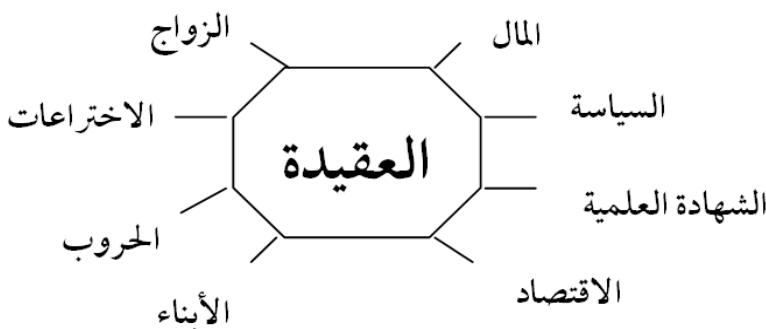 المال
الزواج
السياسة
الاختراعات
العقيدة
الشهادة العلمية
الحروب
الاقتصاد
الأبناء